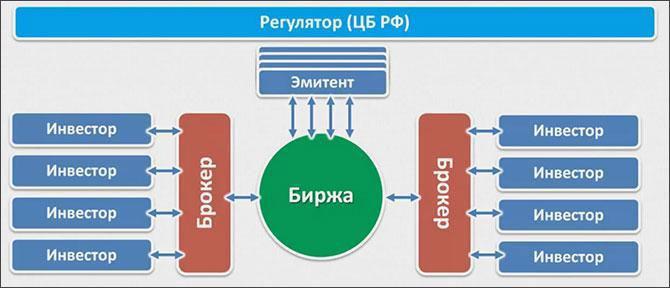 Регулятор (ЦБ РФ)
Эмитент
Инвестор
Инвестор
Инвестор
Инвестор
Брокер
Биржа
Брокер
Инвестор
Инвестор
Инвестор
Инвестор